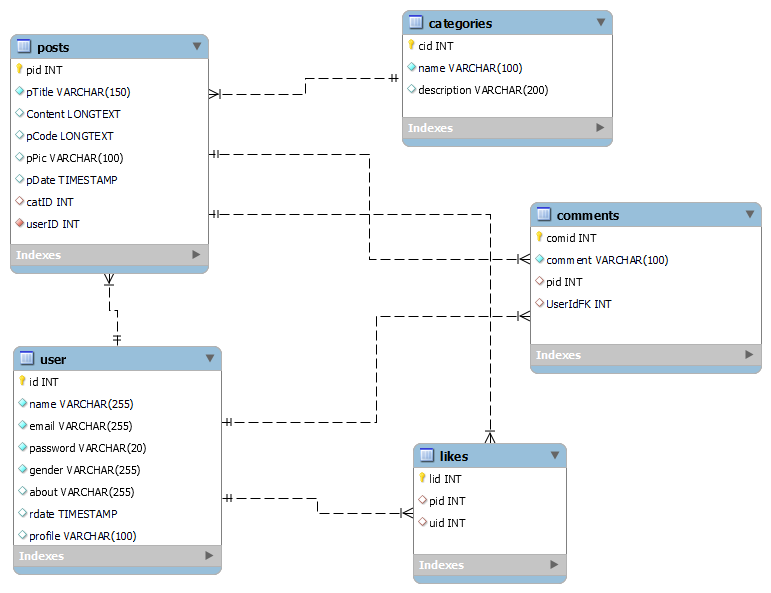 posts
pid INT
pTitle VARCHAR(150)
Content LONGTEXT
pCode LONGTEXT
pPic VARCHAR(100)
pDate TIMESTAMP
catID INT
userID INT
Indexes
categories
cid INT
name VARCHAR(100)
description VARCHAR(200)
Indexes
comments
comid INT
comment VARCHAR(100)
pid INT
UserIdFK INT
Indexes
user
id INT
name VARCHAR(255)
email VARCHAR(255)
password VARCHAR(20)
gender VARCHAR(255)
about VARCHAR(255)
rdate TIMESTAMP
profile VARCHAR(100)
Indexes
likes
lid INT
pid INT
uid INT
Indexes